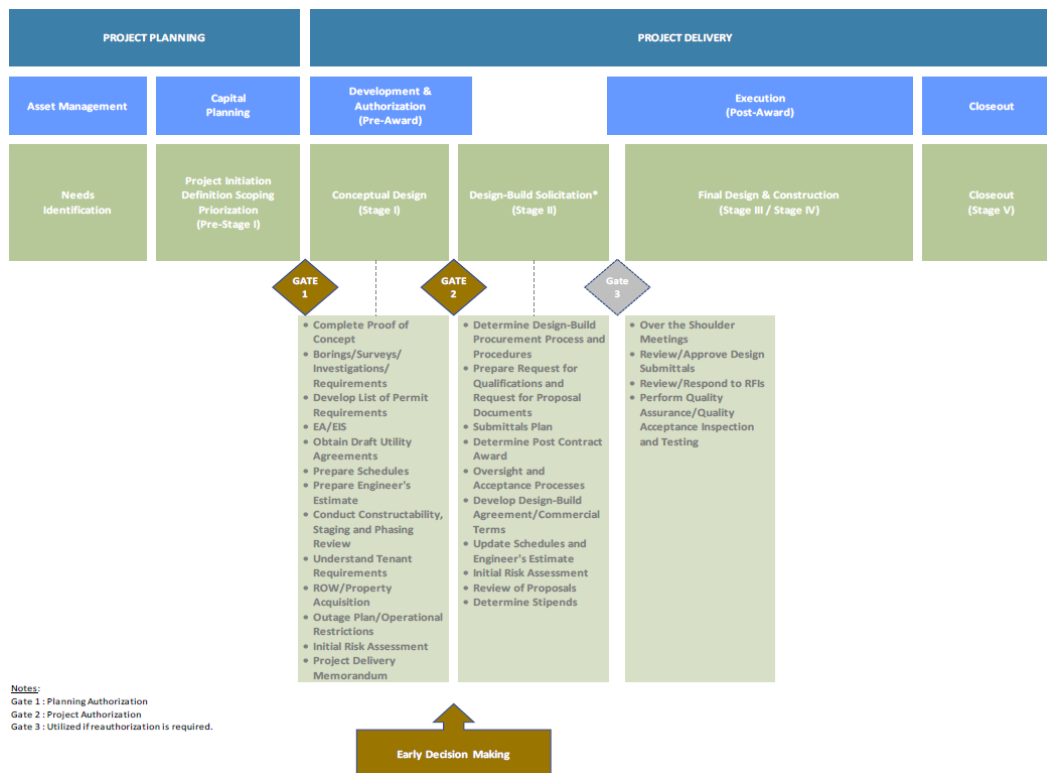 PROJECT PLANNING
PROJECT DELIVERY
Asset Management
Capital
Planning
Development &
Authorization
(Pre-Award)
Execution
(Post-Award)
Closeout
Needs
Identification
Project Initiation
Definition Scoping
Priorization
(Pre-Stage I)
Conceptual Design
(Stage I)
Design-Build Solicitation*
(Stage II)
Final Design & Construction
(Stage III / Stage IV)
Closeout
(Stage V)
GATE
1
GATE
2
Gate
3
• Complete Proof of
Concept
• Borings/Surveys/
Investigations/
Requirements
• Develop List of Permit
Requirements
• EA/EIS
• Obtain Draft Utility
Agreements
• Prepare Schedules
• Prepare Engineer's
Estimate
• Conduct Constructability,
Staging and Phasing
Review
• Understand Tenant
Requirements
• ROW/Property
Acquisition
• Outage Plan/Operational
Restrictions
• Initial Risk Assessment
• Project Delivery
Memorandum
• Determine Design-Build
Procurement Process and
Procedures
• Prepare Request for
Qualifications and
Request for Proposal
Documents
• Submittals Plan
• Determine Post Contract
Award
• Oversight and
Acceptance Processes
• Develop Design-Build
Agreement/Commercial
Terms
• Update Schedules and
Engineer's Estimate
• Initial Risk Assessment
• Review of Proposals
• Determine Stipends
• Over the Shoulder
Meetings
• Review/Approve Design
Submittals
• Review/Respond to RFIs
• Perform Quality
Assurance/Quality
Acceptance Inspection
and Testing
Notes:
Gate 1 : Planning Authorization
Gate 2 : Project Authorization
Gate 3 : Utilized if reauthorization is required.
Early Decision Making